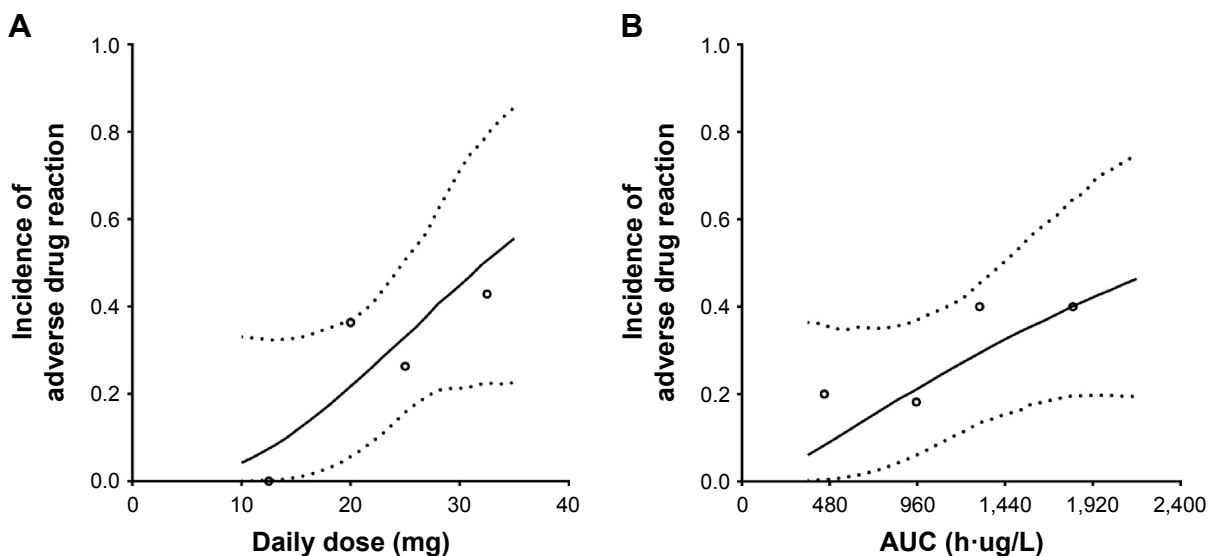 A
Incidence of
adverse drug reaction
1.0
0.8
0.6
0.4
0.2
0.0
0
10
20
30
40
Daily dose (mg)
B
Incidence of
adverse drug reaction
1.0
0.8
0.6
0.4
0.2
0.0
0
480
960
1,440
1,920
2,400
AUC (h·ug/L)